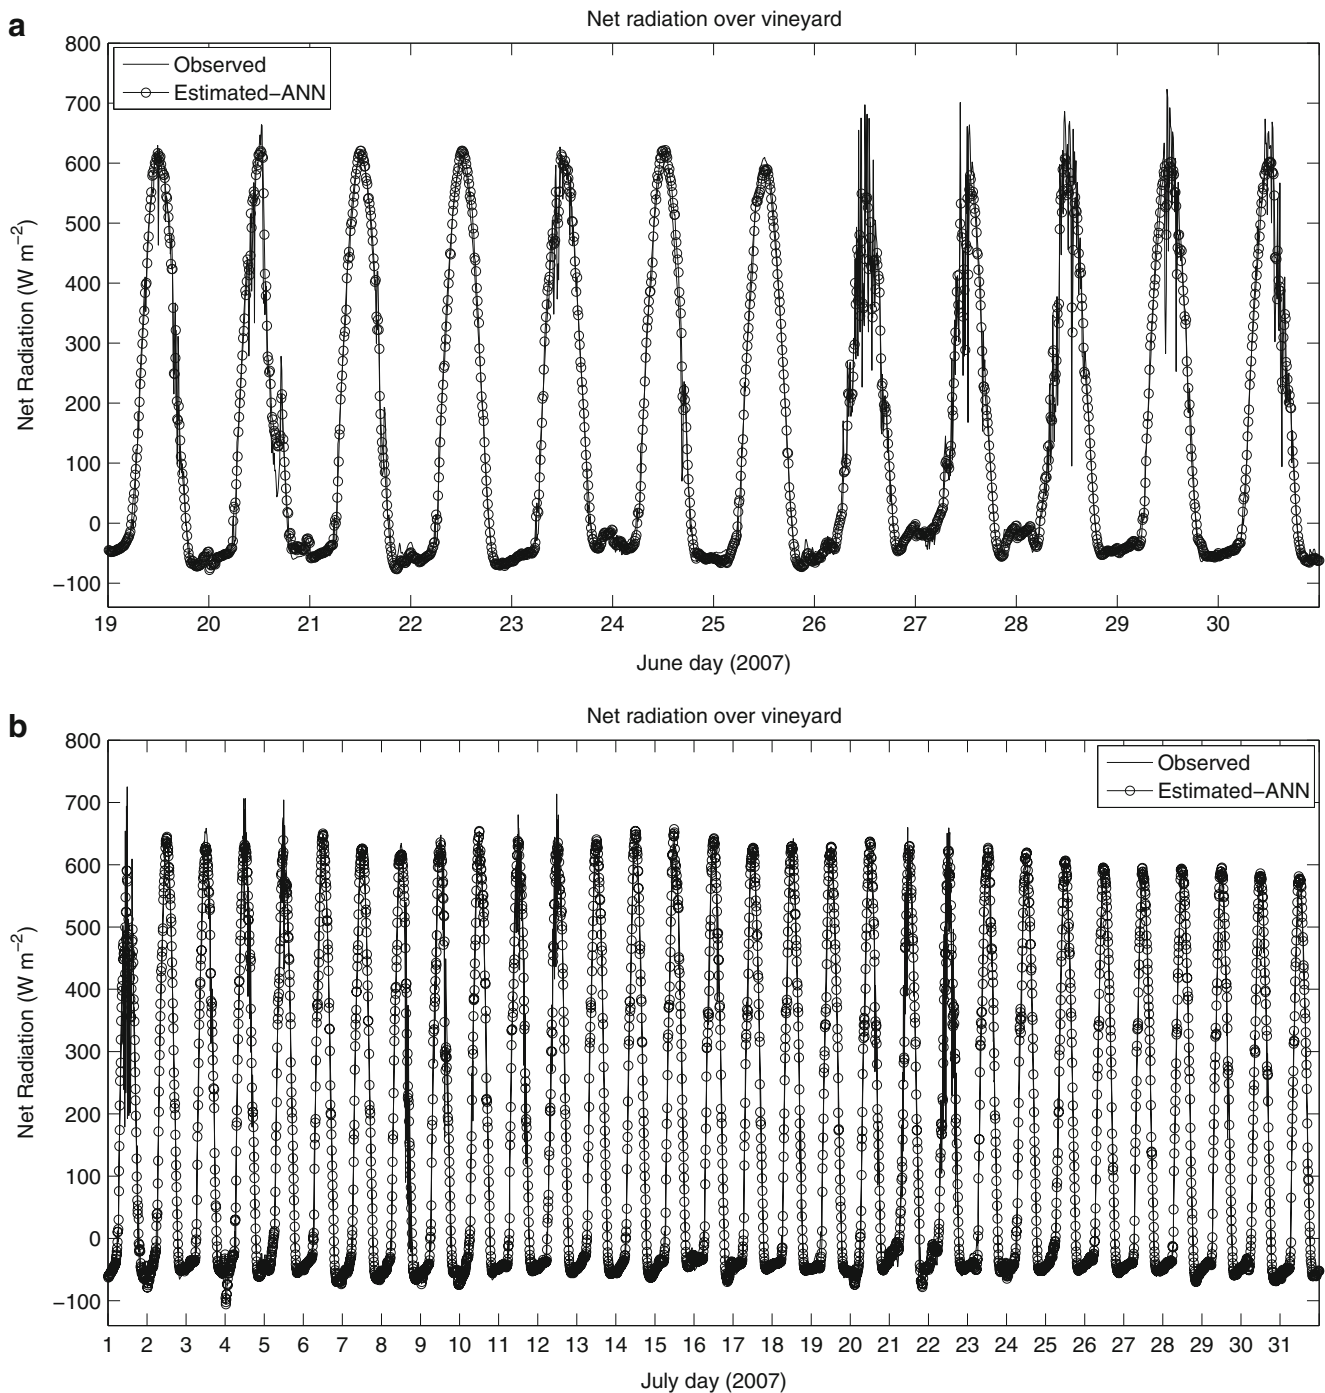 a
Net radiation over vineyard
800
700
600
500
400
300
200
100
0
−100
Net Radiation (W m−2)
Observed
Estimated−ANN
19 20 21 22 23 24 25 26 27 28 29 30
June day (2007)
b
Net radiation over vineyard
800
700
600
500
400
300
200
100
0
−100
Net Radiation (W m−2)
Observed
Estimated−ANN
1 2 3 4 5 6 7 8 9 10 11 12 13 14 15 16 17 18 19 20 21 22 23 24 25 26 27 28 29 30 31
July day (2007)